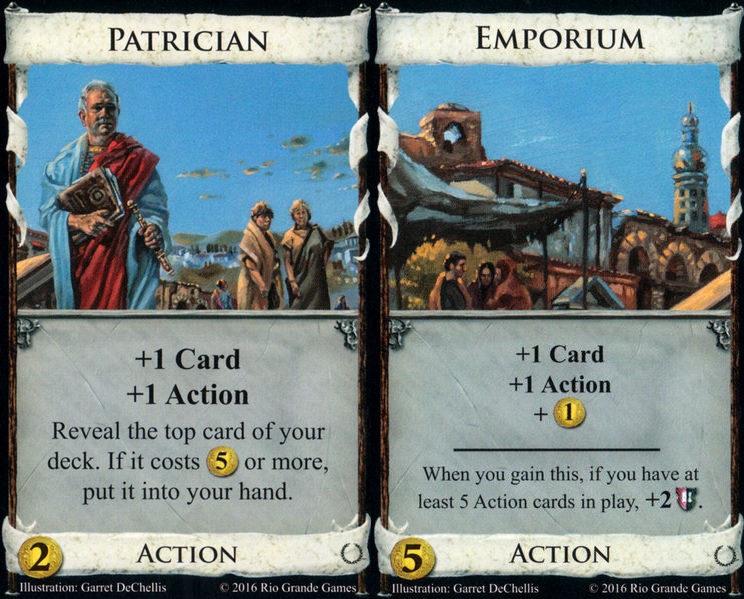 PATRICIAN
+1 Card
+1 Action
Reveal the top card of your
deck. If it costs 5 or more,
put it into your hand.
2 ACTION
Illustration: Garret DeChellis © 2016 Rio Grande Games
EMPORIUM
+1 Card
+1 Action
+ 1
When you gain this, if you have at
least 5 Action cards in play, +2 .
5 ACTION
Illustration: Garret DeChellis © 2016 Rio Grande Games